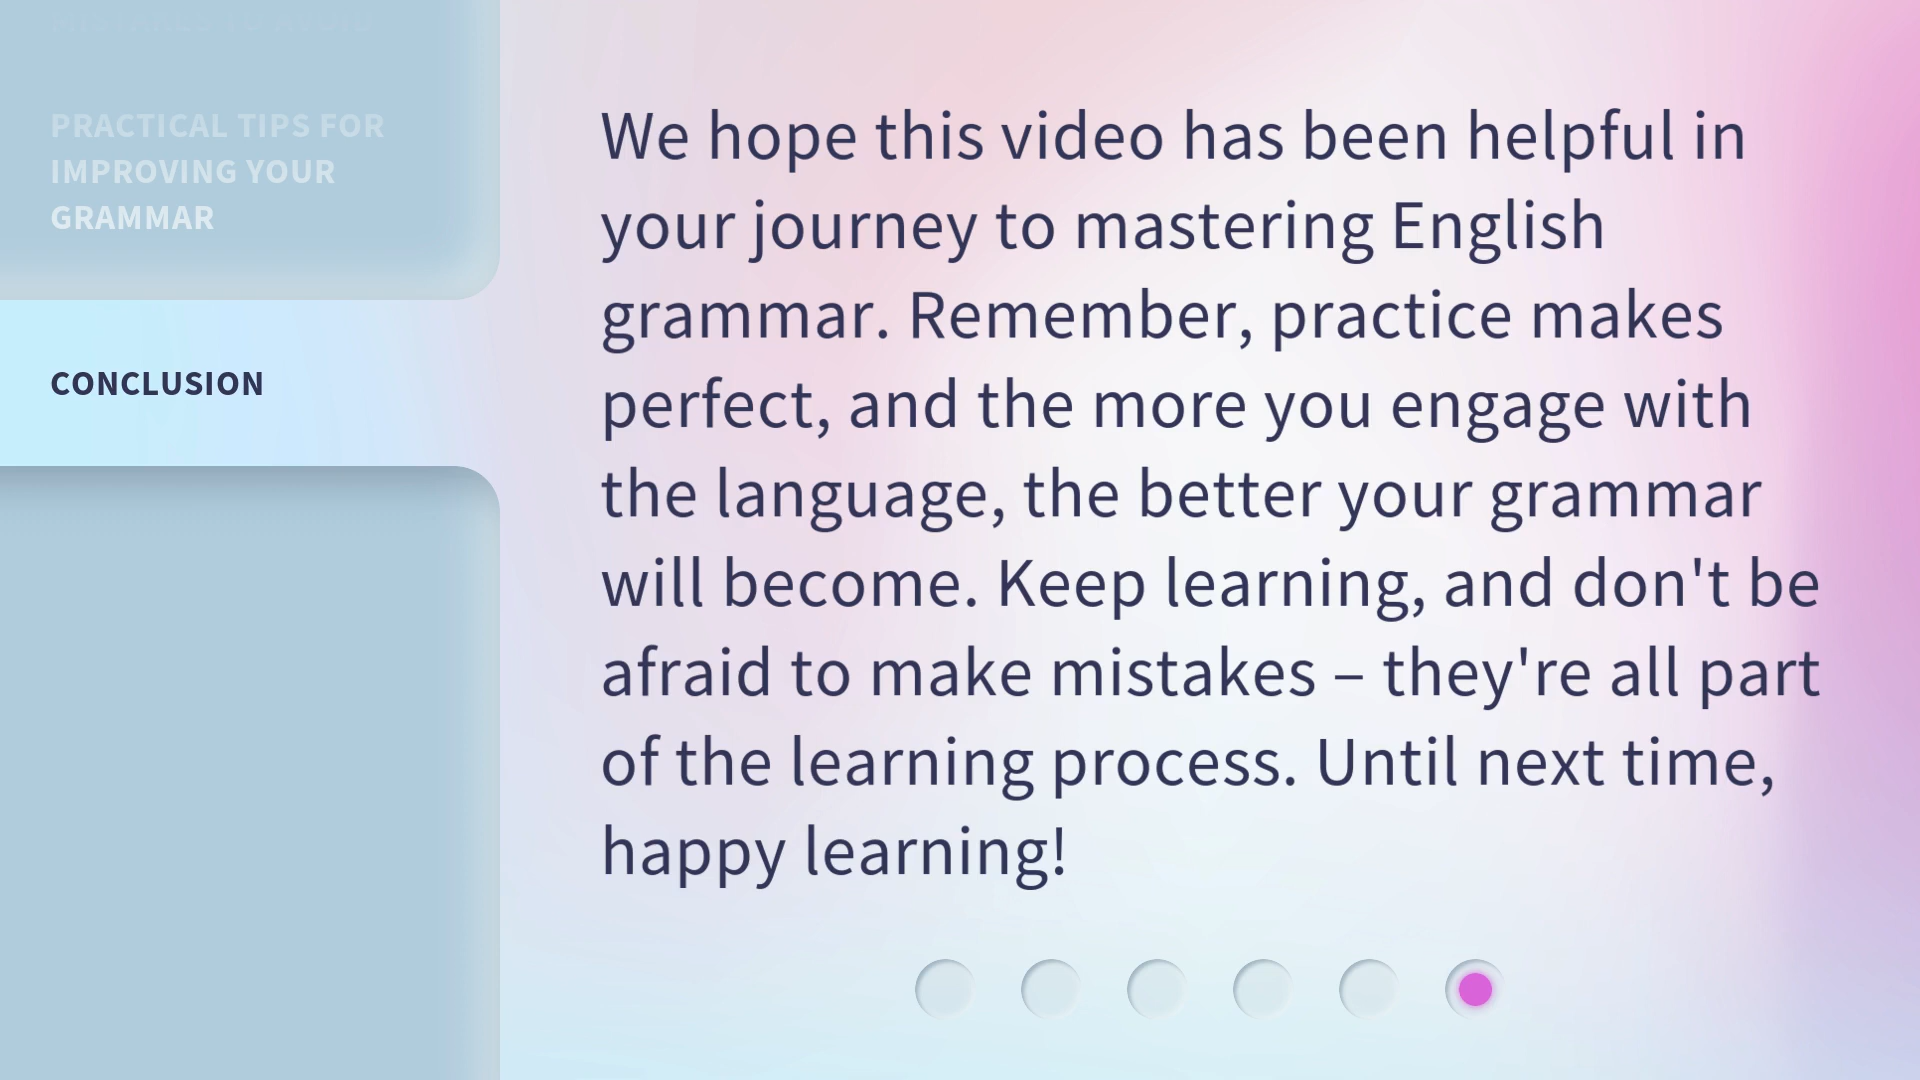 MISTAKES TO AVOID
PRACTICAL TIPS FOR
IMPROVING YOUR
GRAMMAR
CONCLUSION
We hope this video has been helpful in
your journey to mastering English
grammar. Remember, practice makes
perfect, and the more you engage with
the language, the better your grammar
will become. Keep learning, and don't be
afraid to make mistakes – they're all part
of the learning process. Until next time,
happy learning!